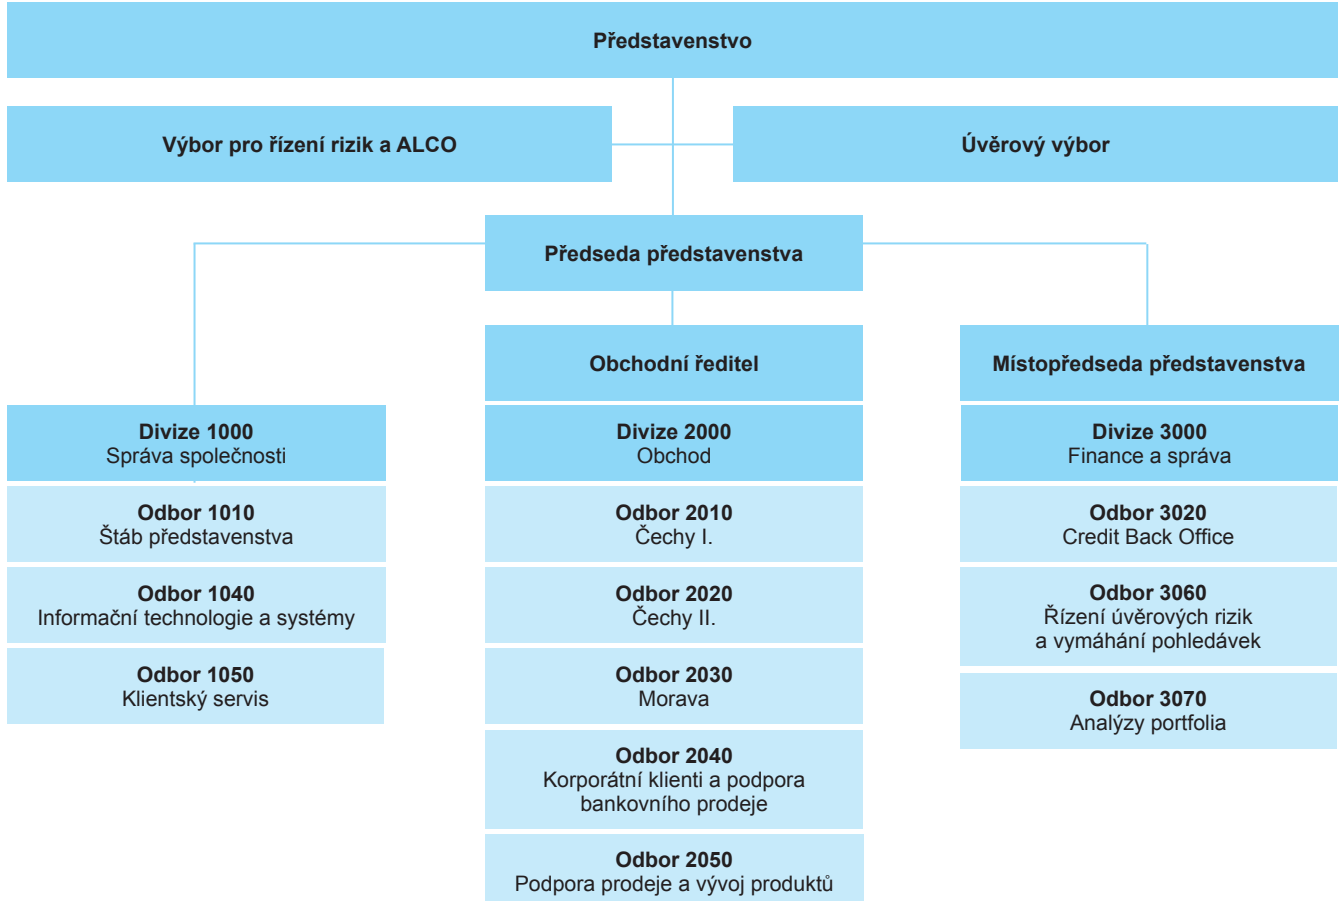 Představenstvo
Výbor pro řízení rizik a ALCO
Úvěrový výbor
Předseda představenstva
Obchodní ředitel
Místopředseda představenstva
Divize 1000
Správa společnosti
Odbor 1010
Štáb představenstva
Odbor 1040
Informační technologie a systémy
Odbor 1050
Klientský servis
Divize 2000
Obchod
Odbor 2010
Čechy I.
Odbor 2020
Čechy II.
Odbor 2030
Morava
Odbor 2040
Korporátní klienti a podpora
bankovního prodeje
Odbor 2050
Podpora prodeje a vývoj produktů
Divize 3000
Finance a správa
Odbor 3020
Credit Back Office
Odbor 3060
Řízení úvěrových rizik
a vymáhání pohledávek
Odbor 3070
Analýzy portfolia